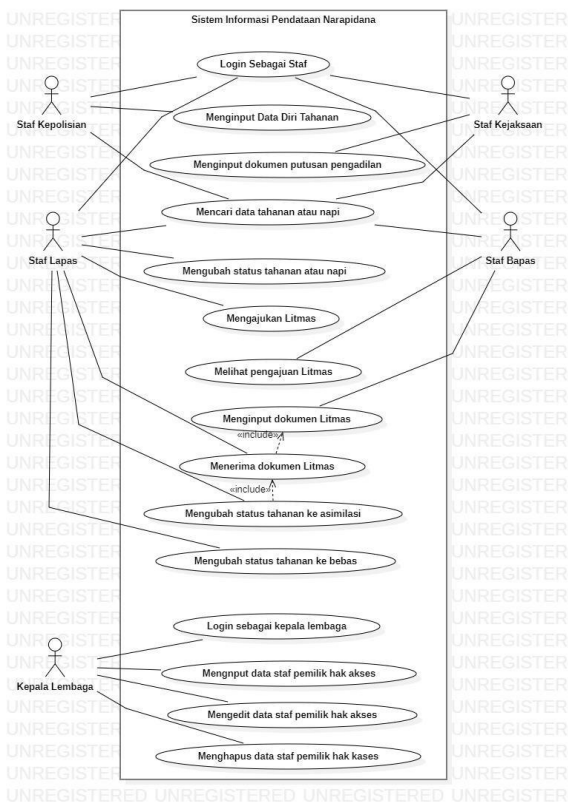 Sistem Informasi Pendataan Narapidana
Login Sebagai Staf
Staf Kepolisian
Menginput Data Diri Tahanan
Staf Kejaksaan
Menginput dokumen putusan pengadilan
Mencari data tahanan atau napi
Staf Lapas
Mengubah status tahanan atau napi
Staf Bapas
Mengajukan Litmas
Melihat pengajuan Litmas
Menginput dokumen Litmas
«include»
Menerima dokumen Litmas
«include»
Mengubah status tahanan ke asimilasi
Mengubah status tahanan ke bebas
Login sebagai kepala lembaga
Kepala Lembaga
Mengnput data staf pemilik hak akses
Mengedit data staf pemilik hak akses
Menghapus data staf pemilik hak kases
UNREGISTERED UNREGISTERED UNREGISTERED UNREGISTERED